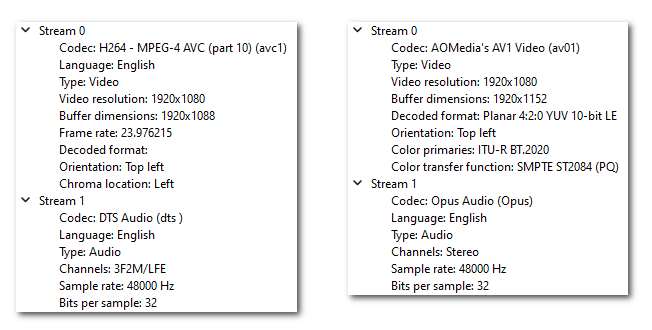 Stream 0
Codec: H264 - MPEG-4 AVC (part 10) (avc1)
Language: English
Type: Video
Video resolution: 1920x1080
Buffer dimensions: 1920x1088
Frame rate: 23.976215
Decoded format:
Orientation: Top left
Chroma location: Left
Stream 1
Codec: DTS Audio (dts )
Language: English
Type: Audio
Channels: 3F2M/LFE
Sample rate: 48000 Hz
Bits per sample: 32
Stream 0
Codec: AOMedia's AV1 Video (av01)
Type: Video
Video resolution: 1920x1080
Buffer dimensions: 1920x1152
Decoded format: Planar 4:2:0 YUV 10-bit LE
Orientation: Top left
Color primaries: ITU-R BT.2020
Color transfer function: SMPTE ST2084 (PQ)
Stream 1
Codec: Opus Audio (Opus)
Language: English
Type: Audio
Channels: Stereo
Sample rate: 48000 Hz
Bits per sample: 32